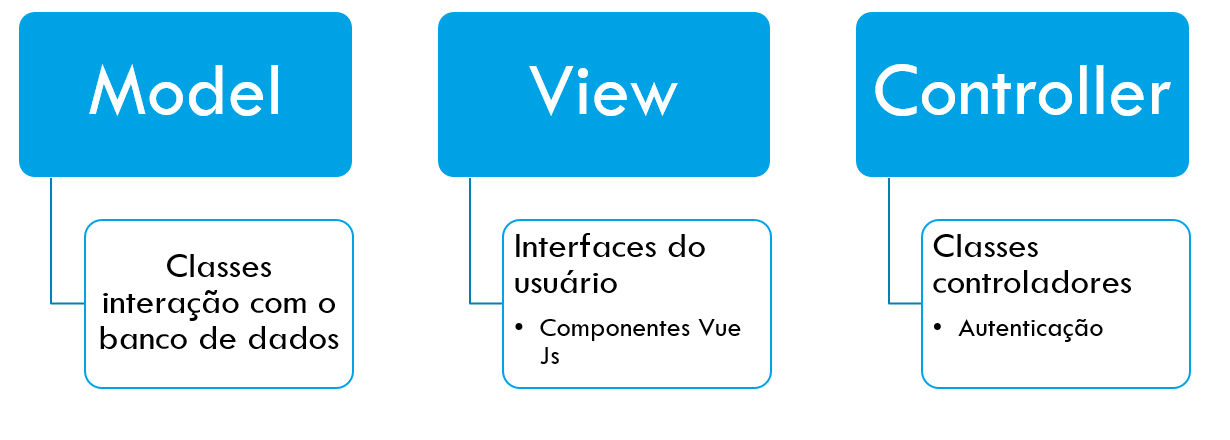 Model
Classes
interação com o
banco de dados
View
Interfaces do
usuário
• Componentes Vue
Js
Controller
Classes
controladores
• Autenticação